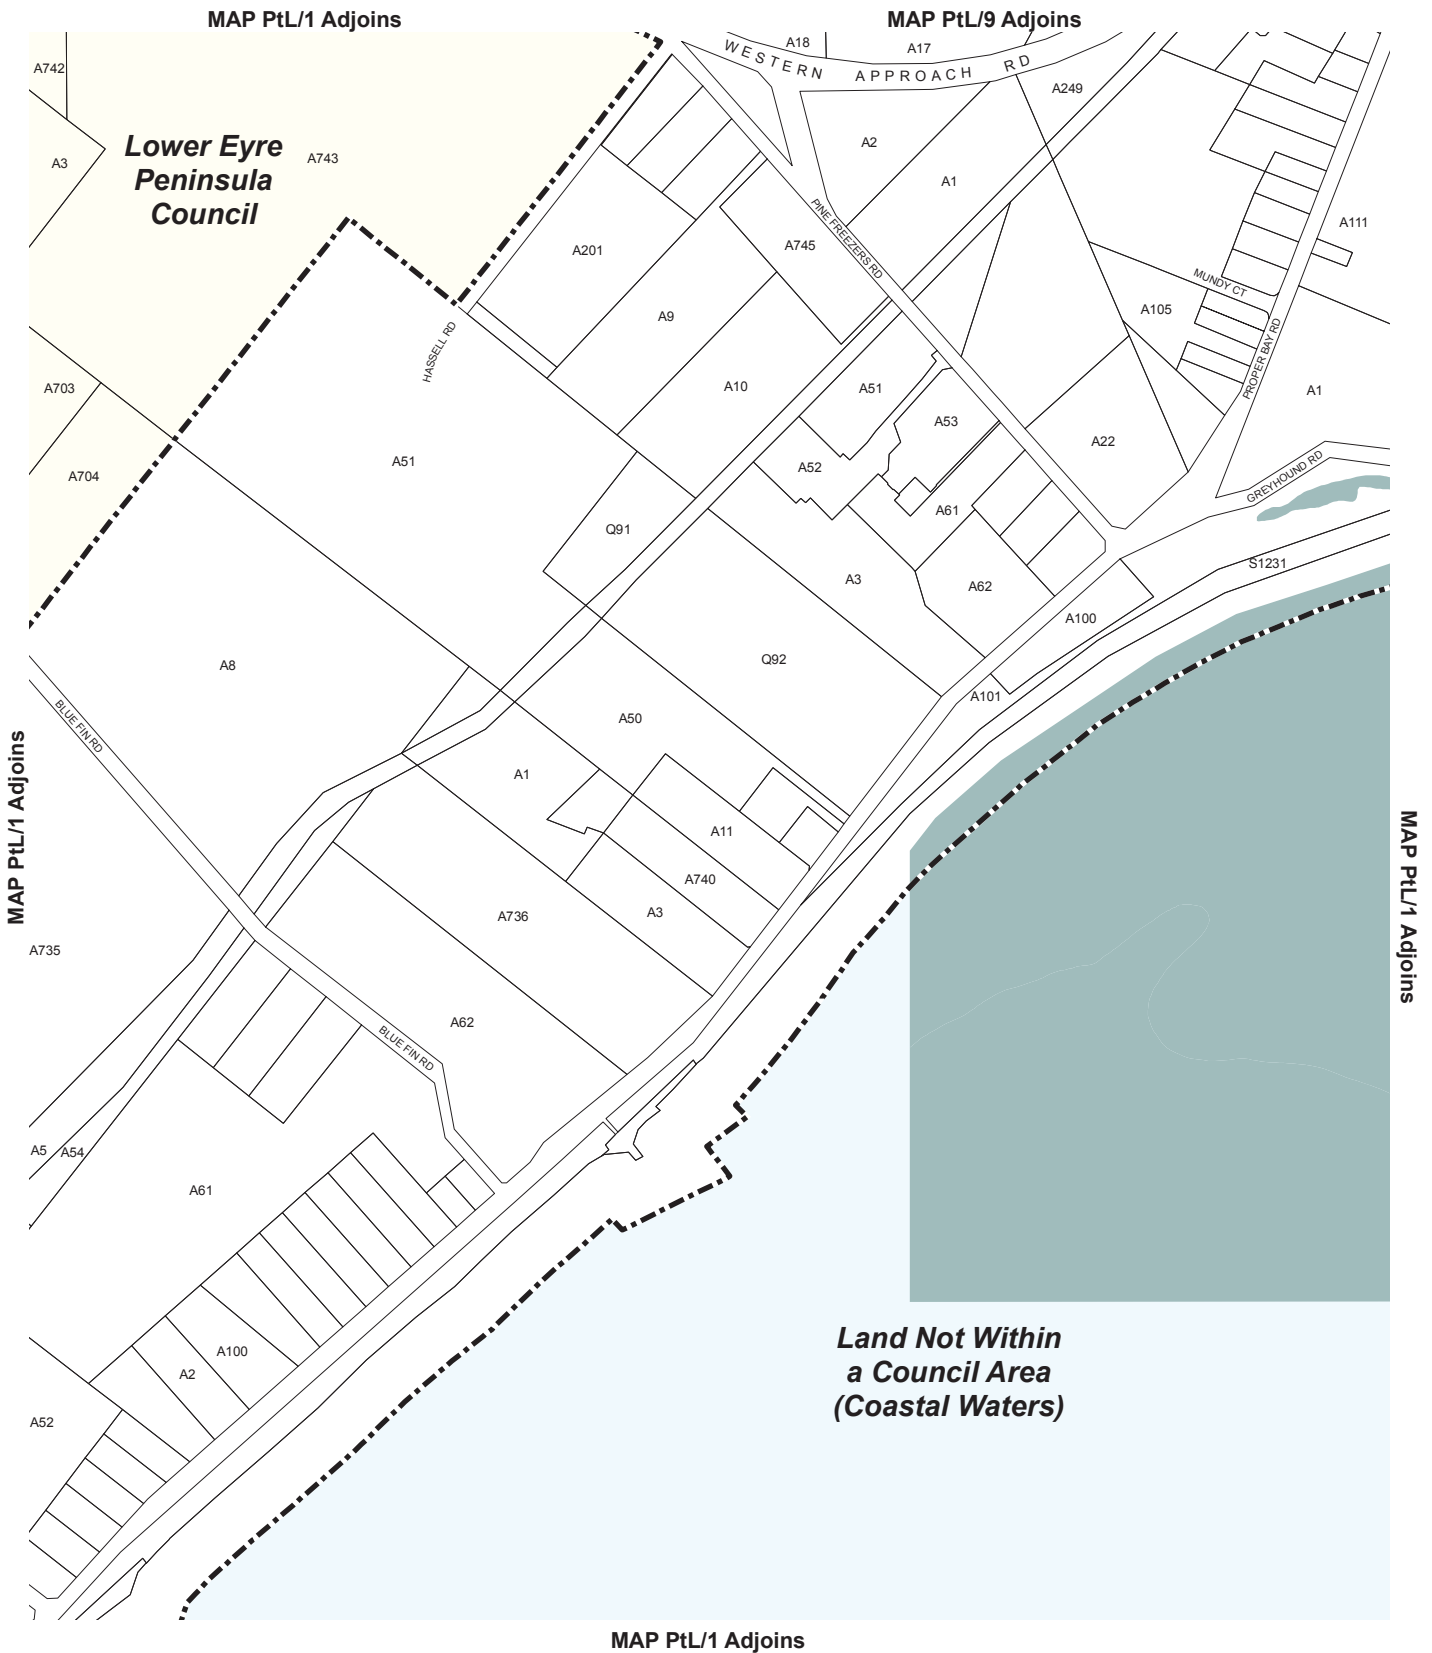 MAP PtL/1 Adjoins
MAP PtL/9 Adjoins
A742
A18
A17
WESTERN APPROACH RD
A249
A3
Lower Eyre
Peninsula
Council
A743
A2
A1
A111
PINE FREEZERS RD
A201
A745
MUNDY CT
A105
A9
HASSELL RD
PROPER BAY RD
A703
A10
A51
A1
A53
A22
A51
A52
GREYHOUND RD
A704
A61
Q91
S1231
A3
A62
A100
A8
Q92
A101
BLUE FIN RD
A50
MAP PtL/1 Adjoins
A1
A11
MAP PtL/1 Adjoins
A740
A736
A3
A735
A62
BLUE FIN RD
A5
A54
A61
Land Not Within
a Council Area
(Coastal Waters)
A100
A2
A52
MAP PtL/1 Adjoins